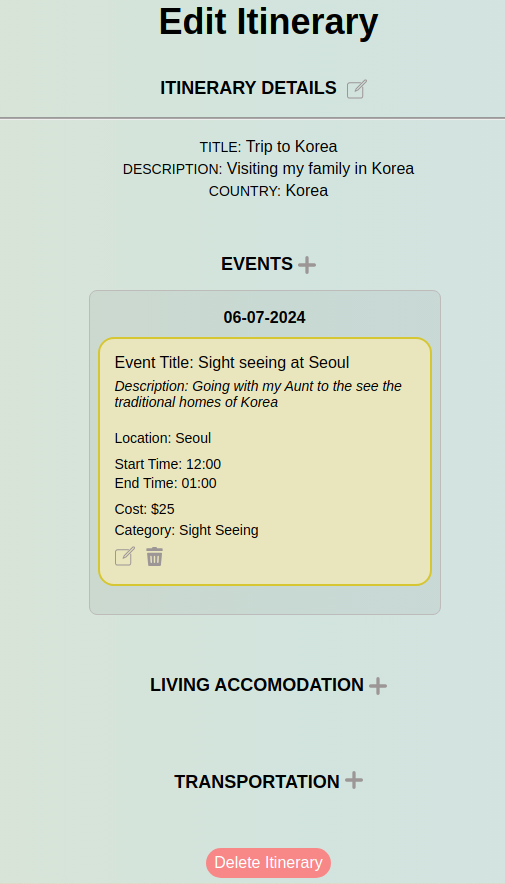 Edit Itinerary
ITINERARY DETAILS
TITLE: Trip to Korea
DESCRIPTION: Visiting my family in Korea
COUNTRY: Korea
EVENTS
06-07-2024
Event Title: Sight seeing at Seoul
Description: Going with my Aunt to the see the
traditional homes of Korea
Location: Seoul
Start Time: 12:00
End Time: 01:00
Cost: $25
Category: Sight Seeing
LIVING ACCOMODATION
TRANSPORTATION
Delete Itinerary